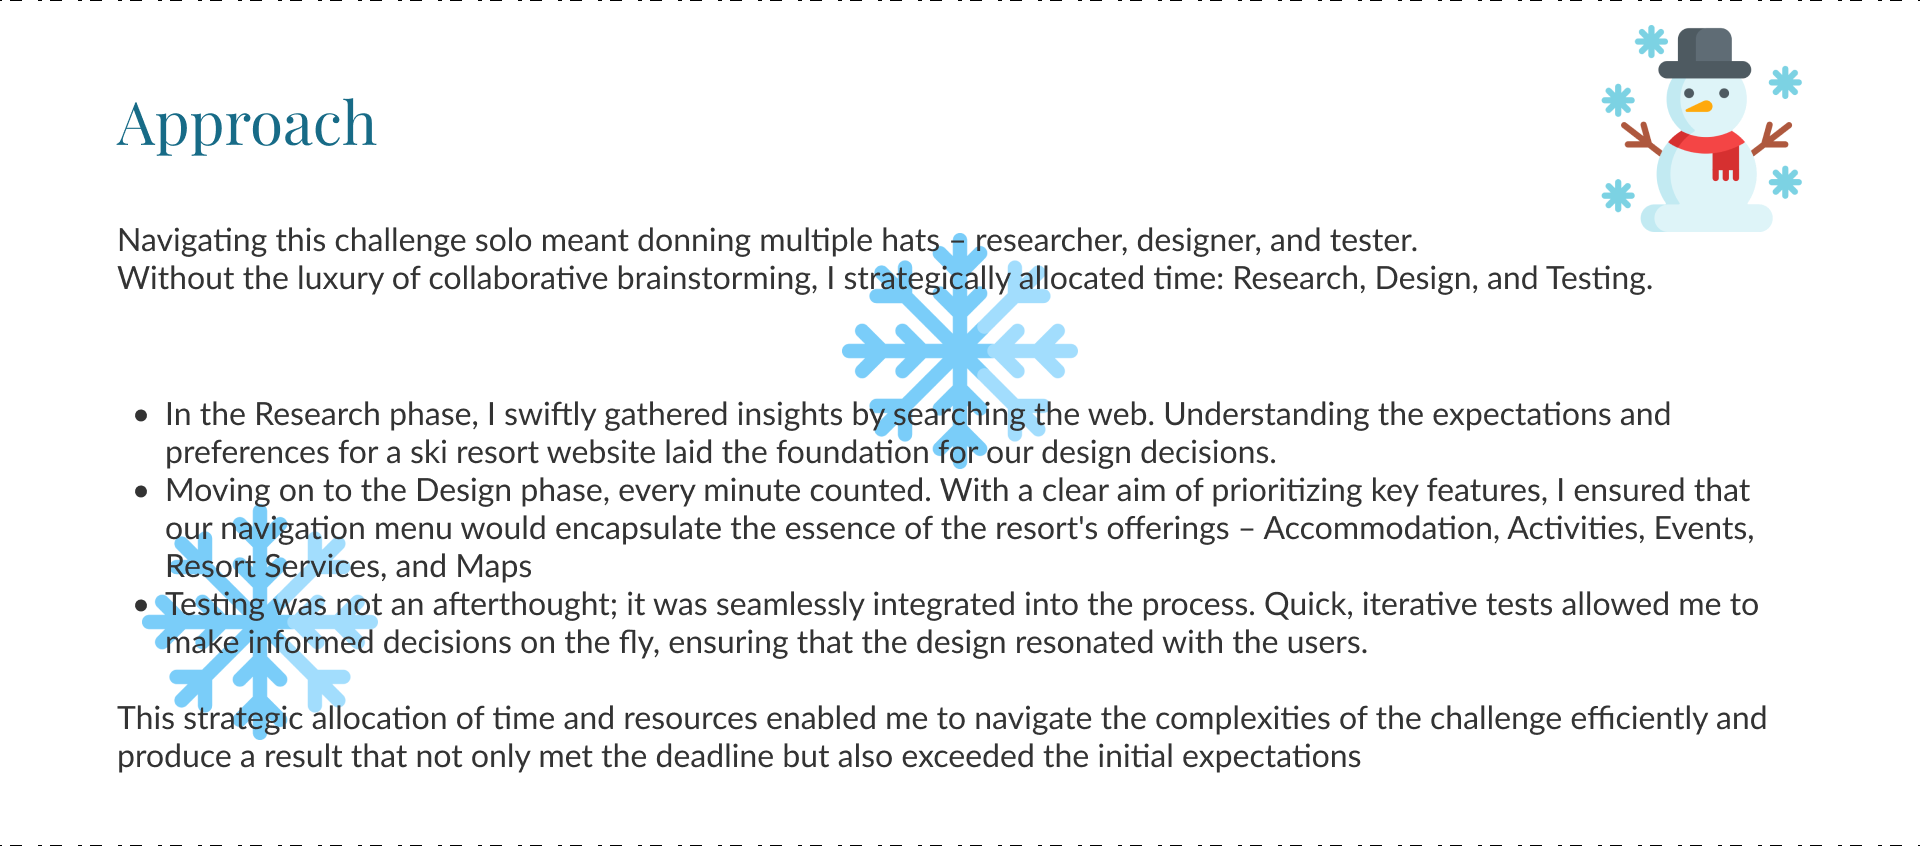 Approach
Navigating this challenge solo meant donning multiple hats – researcher, designer, and tester.
Without the luxury of collaborative brainstorming, I strategically allocated time: Research, Design, and Testing.
• In the Research phase, I swiftly gathered insights by searching the web. Understanding the expectations and
preferences for a ski resort website laid the foundation for our design decisions.
• Moving on to the Design phase, every minute counted. With a clear aim of prioritizing key features, I ensured that
our navigation menu would encapsulate the essence of the resort's offerings – Accommodation, Activities, Events,
Resort Services, and Maps
• Testing was not an afterthought; it was seamlessly integrated into the process. Quick, iterative tests allowed me to
make informed decisions on the fly, ensuring that the design resonated with the users.
This strategic allocation of time and resources enabled me to navigate the complexities of the challenge efficiently and
produce a result that not only met the deadline but also exceeded the initial expectations